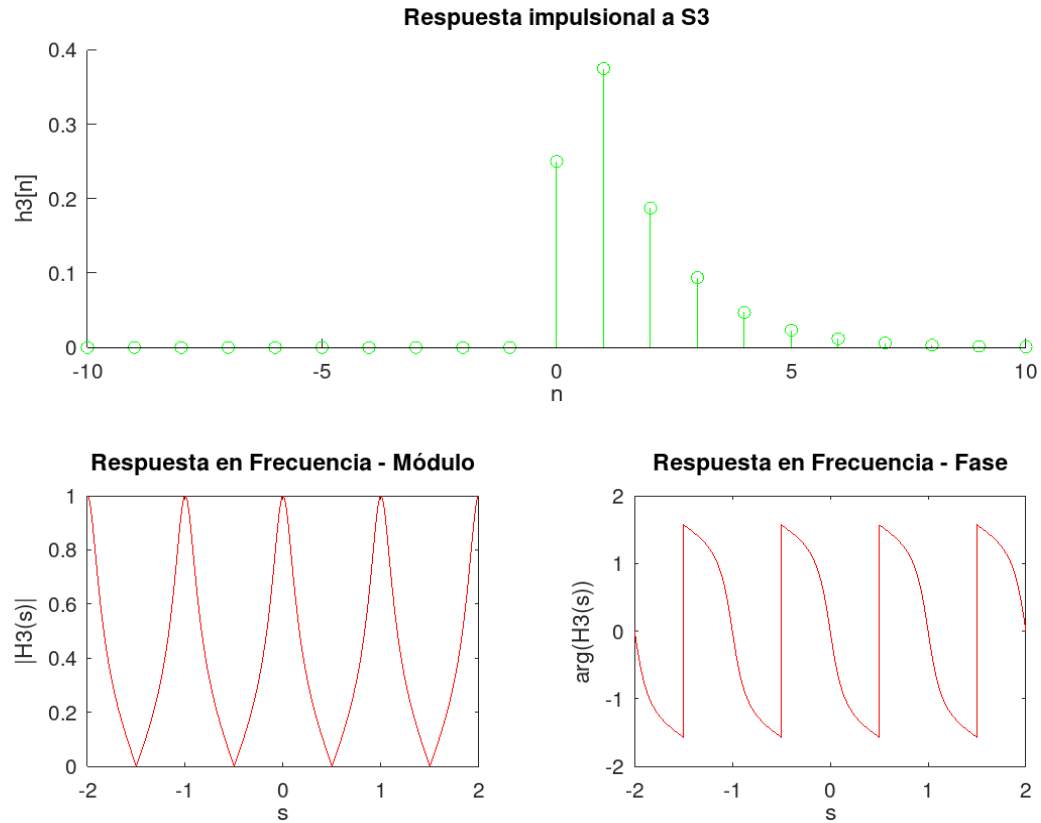 Respuesta impulsional a S3
0.4
0.3
0.2
0.1
0
h3[n]
-10 -5 0 5 10
n
Respuesta en Frecuencia - Módulo
1
0.8
0.6
0.4
0.2
0
|H3(s)|
-2 -1 0 1 2
s
Respuesta en Frecuencia - Fase
2
1
0
-1
-2
arg(H3(s))
-2 -1 0 1 2
s